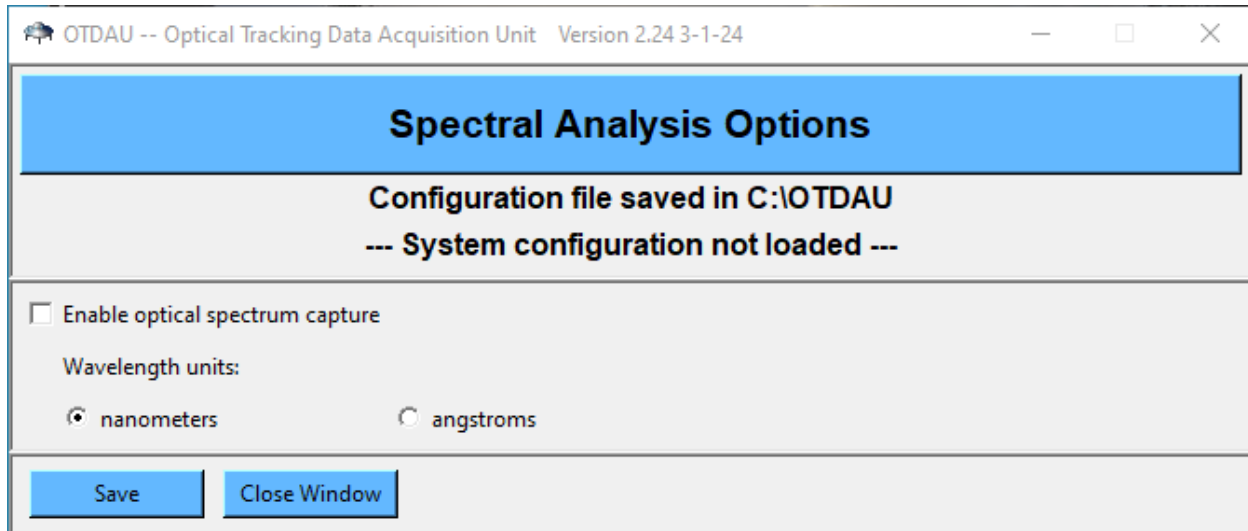 OTDAU -- Optical Tracking Data Acquisition Unit Version 2.24 3-1-24
Spectral Analysis Options
Configuration file saved in C:\OTDAU
--- System configuration not loaded ---
Enable optical spectrum capture
Wavelength units:
nanometers angstroms
Save Close Window